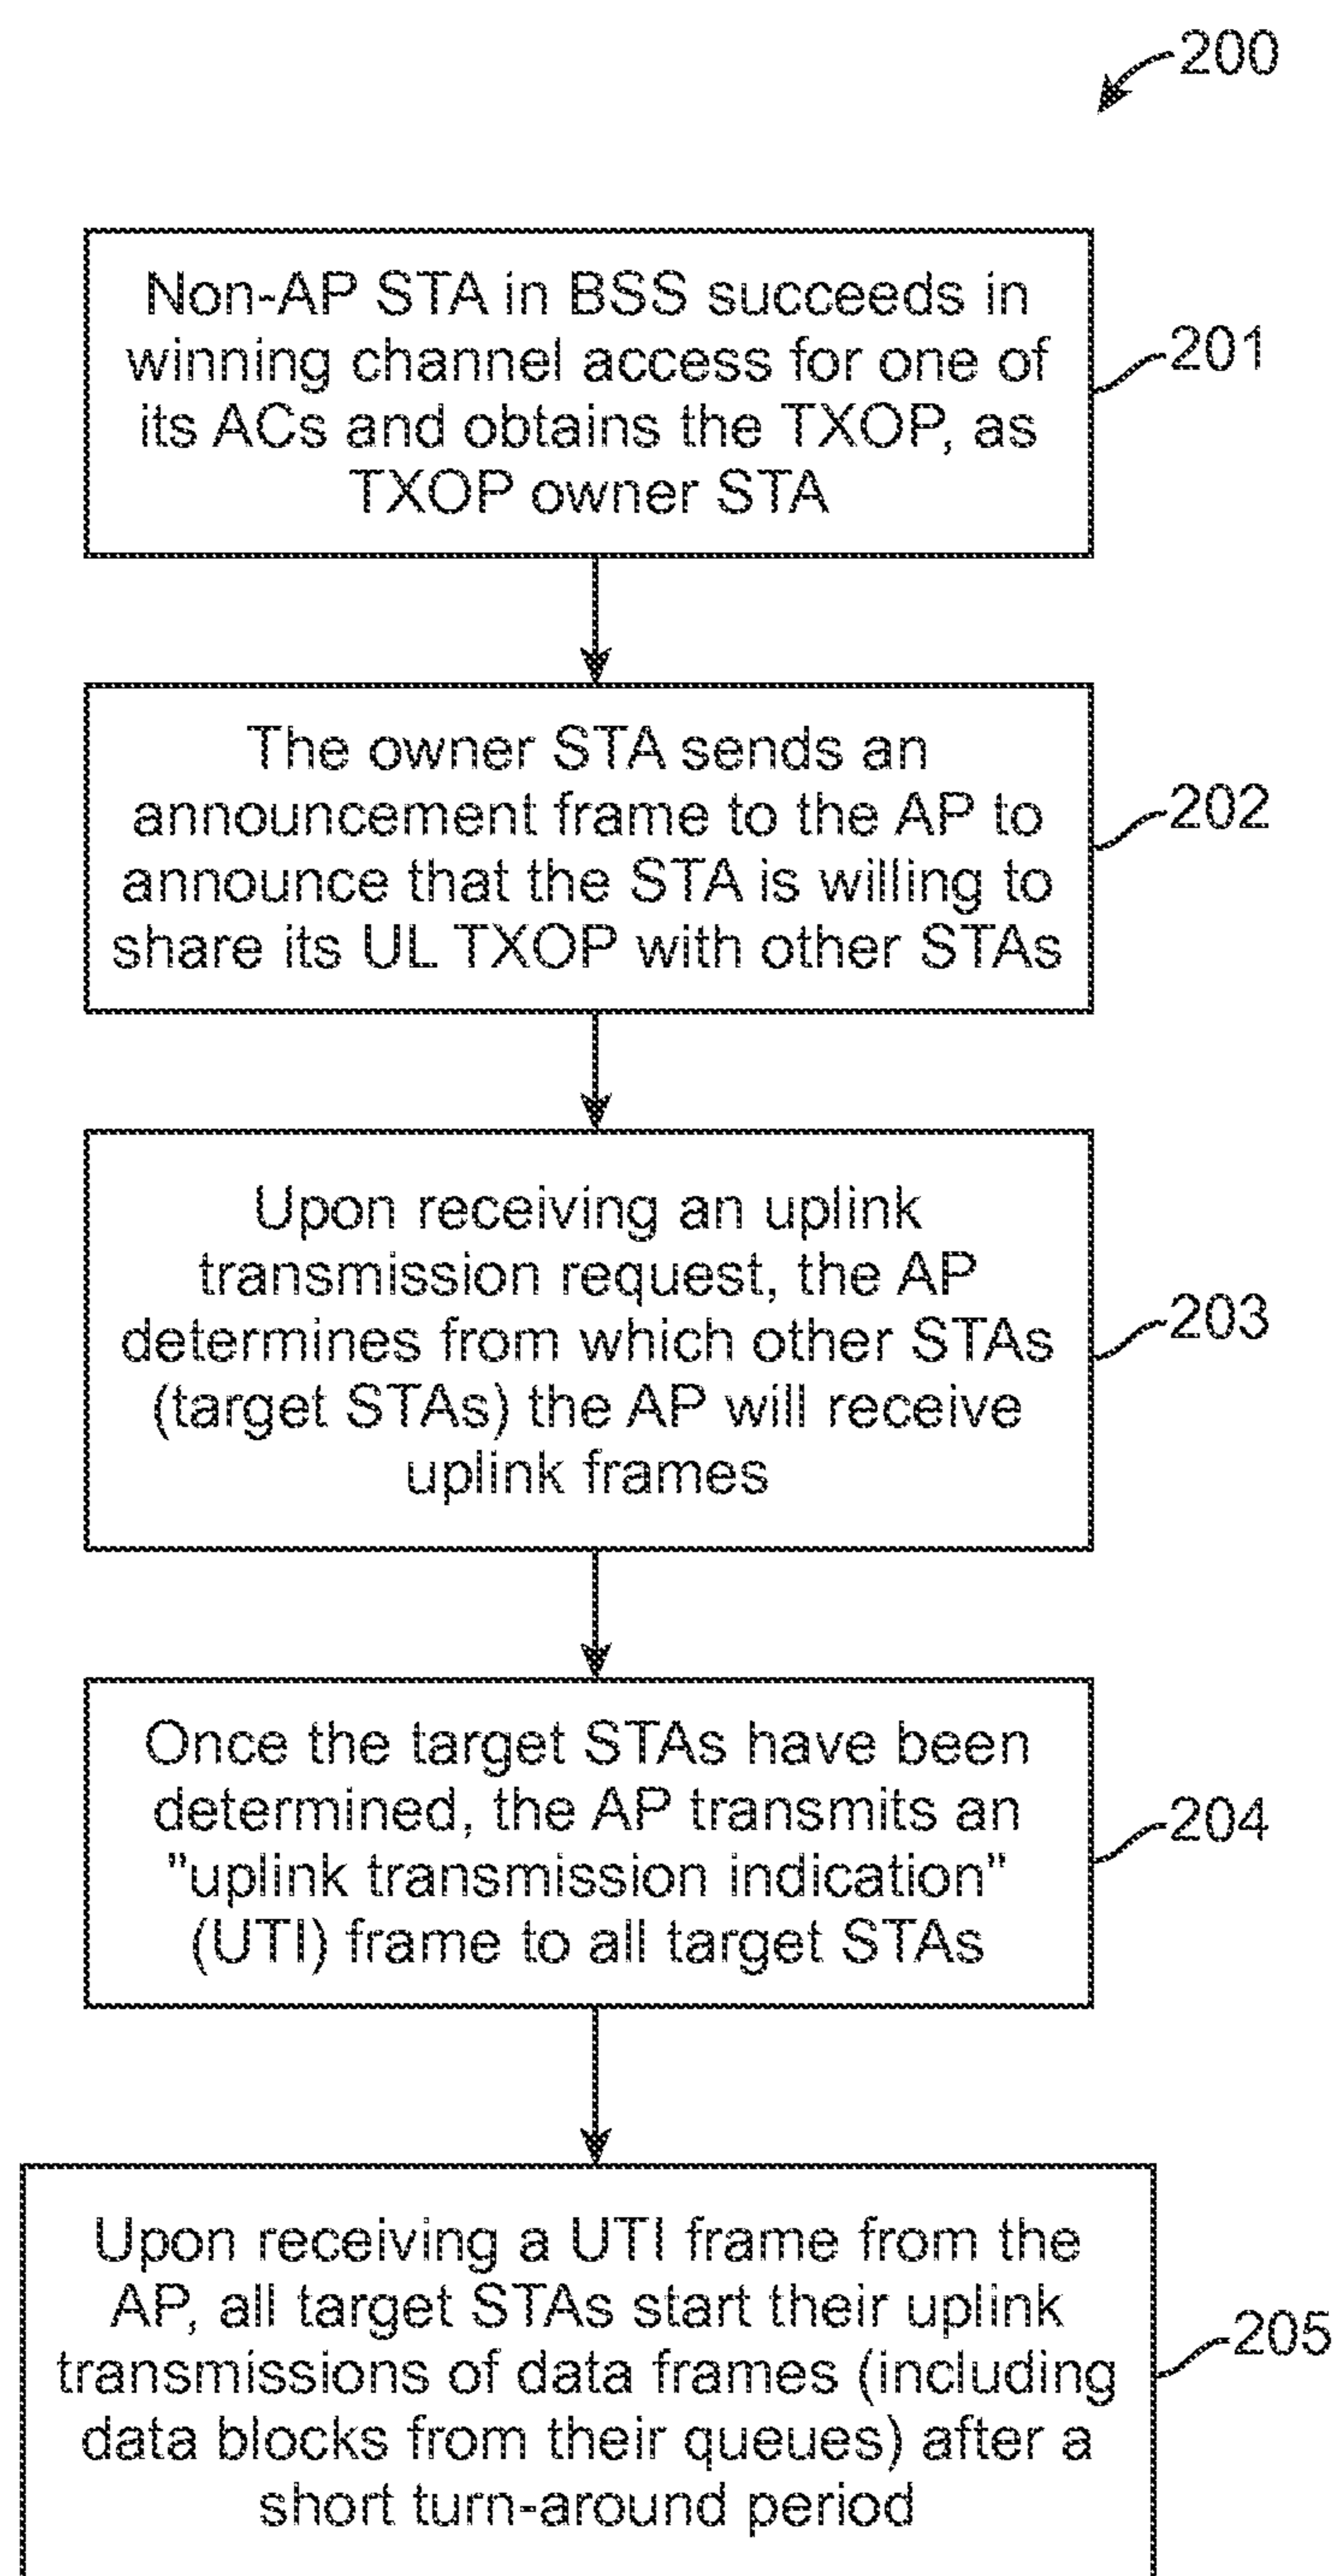 200
Non-AP STA in BSS succeeds in
winning channel access for one of
its ACs and obtains the TXOP, as
TXOP owner STA
201
The owner STA sends an
announcement frame to the AP to
announce that the STA is willing to
share its UL TXOP with other STAs
202
Upon receiving an uplink
transmission request, the AP
determines from which other STAs
(target STAs) the AP will receive
uplink frames
203
Once the target STAs have been
determined, the AP transmits an
"uplink transmission indication"
(UTI) frame to all target STAs
204
Upon receiving a UTI frame from the
AP, all target STAs start their uplink
transmissions of data frames (including
data blocks from their queues) after a
short turn-around period
205